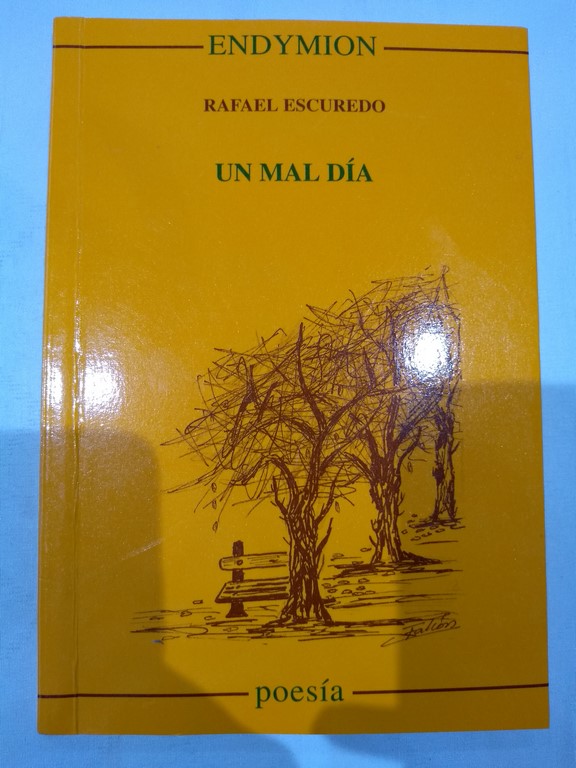 ENDYMION
RAFAEL ESCUREDO
UN MAL DÍA
poesía